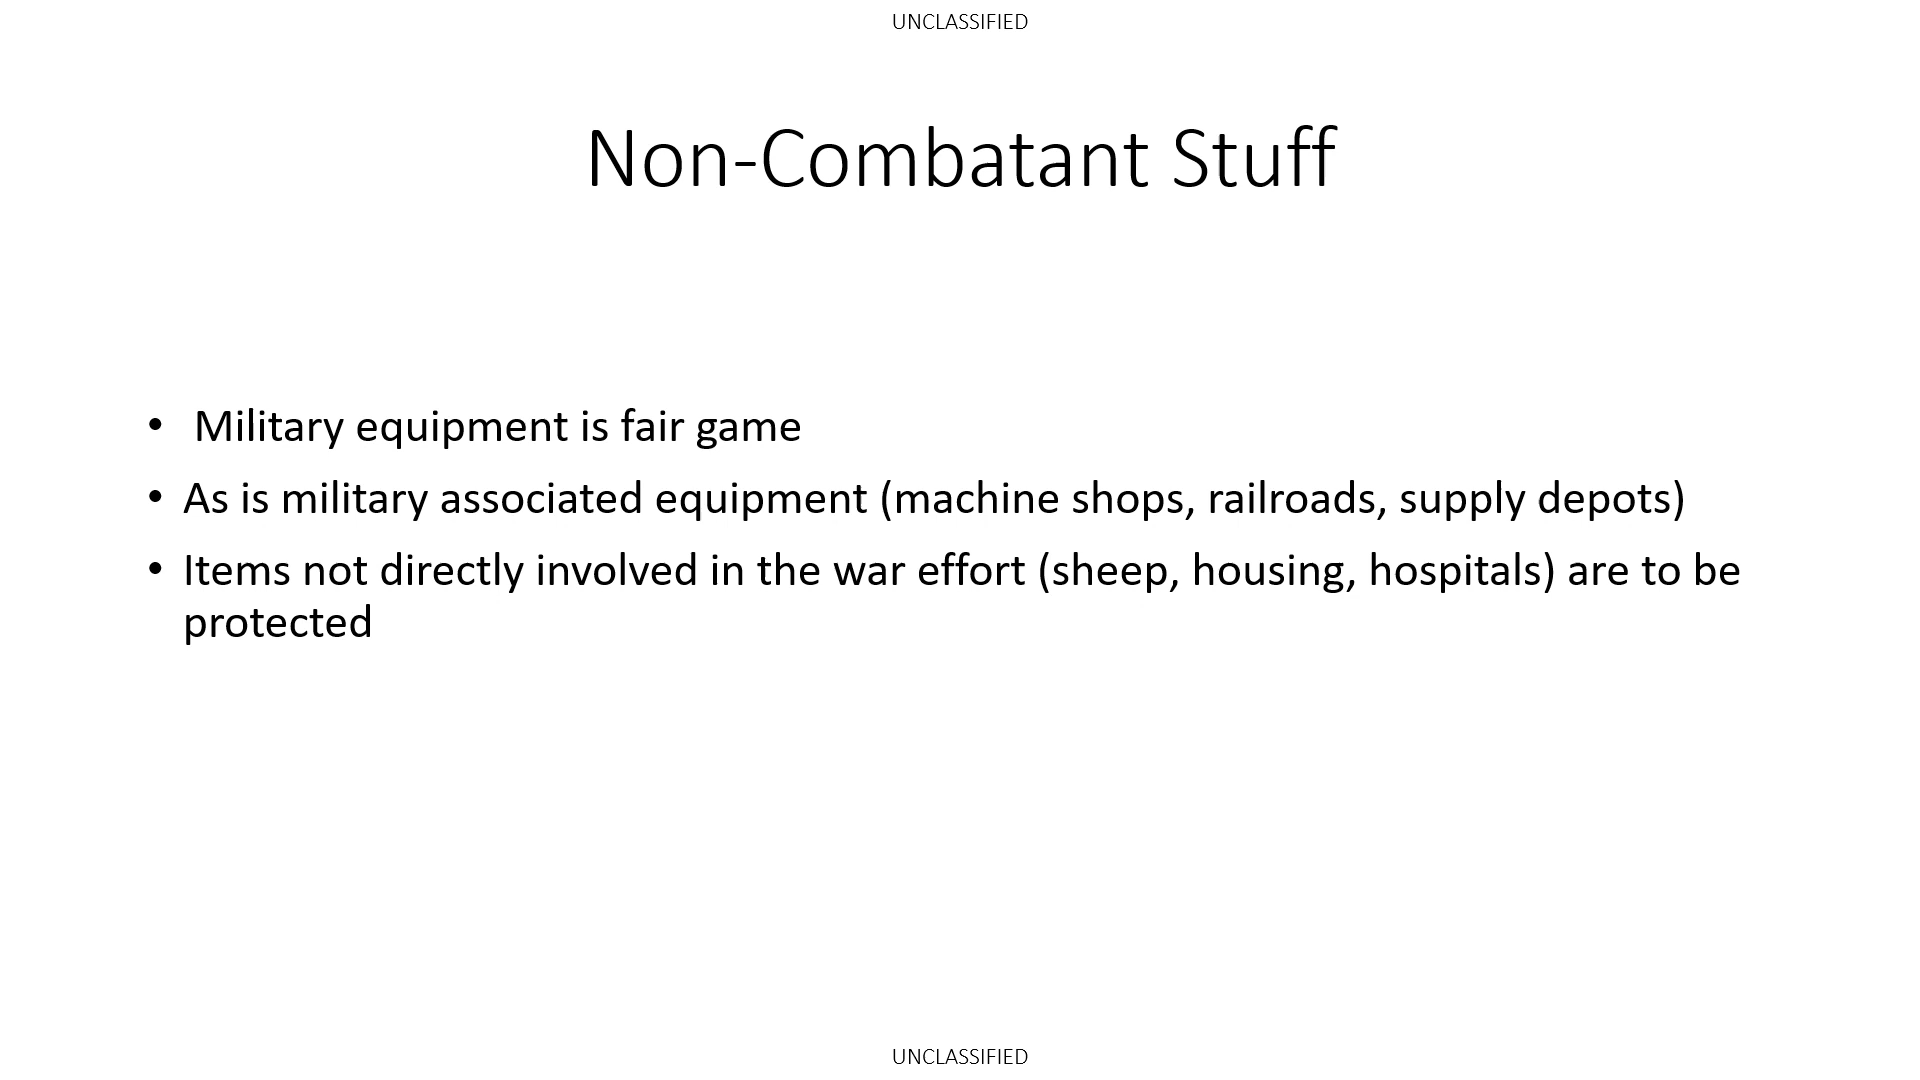 UNCLASSIFIED
Non-Combatant Stuff
• Military equipment is fair game
• As is military associated equipment (machine shops, railroads, supply depots)
• Items not directly involved in the war effort (sheep, housing, hospitals) are to be
protected
UNCLASSIFIED